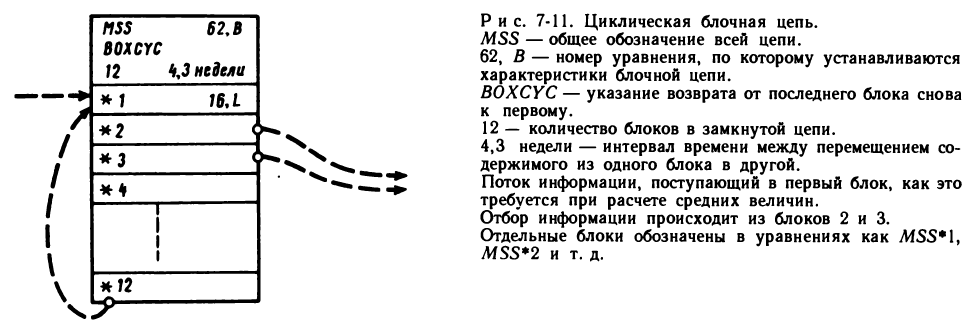 MSS 62, B
BOXCYC
12 4,3 недели
* 1 16, L
* 2
* 3
* 4
* 12
Рис. 7-11. Циклическая блочная цепь.
MSS — общее обозначение всей цепи.
62, B — номер уравнения, по которому устанавливаются
характеристики блочной цепи.
BOXCYC — указание возврата от последнего блока снова
к первому.
12 — количество блоков в замкнутой цепи.
4,3 недели — интервал времени между перемещением со-
держимого из одного блока в другой.
Поток информации, поступающий в первый блок, как это
требуется при расчете средних величин.
Отбор информации происходит из блоков 2 и 3.
Отдельные блоки обозначены в уравнениях как MSS*1,
MSS*2 и т. д.